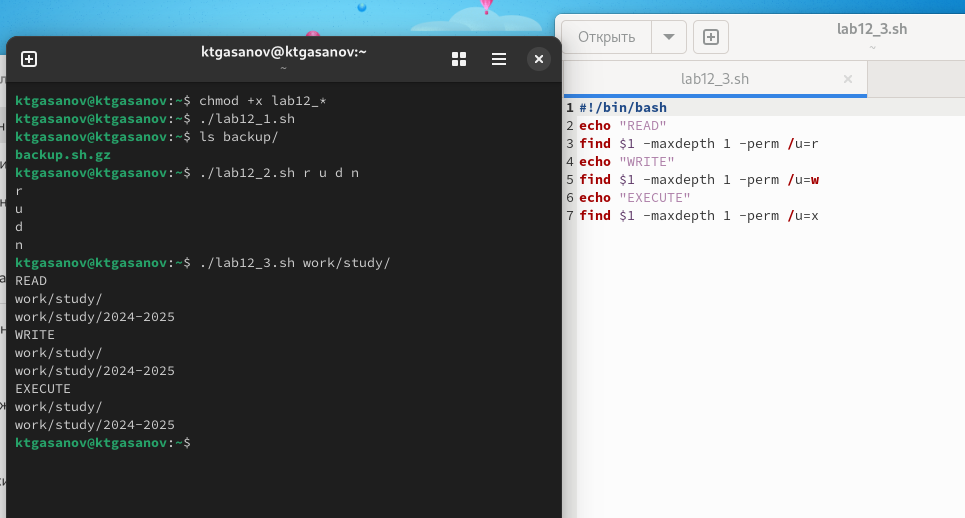 ktgasanov@ktgasanov:~
~
ktgasanov@ktgasanov:~$ chmod +x lab12_*
ktgasanov@ktgasanov:~$ ./lab12_1.sh
ktgasanov@ktgasanov:~$ ls backup/
backup.sh.gz
ktgasanov@ktgasanov:~$ ./lab12_2.sh r u d n
r
u
d
n
ktgasanov@ktgasanov:~$ ./lab12_3.sh work/study/
READ
work/study/
work/study/2024-2025
WRITE
work/study/
work/study/2024-2025
EXECUTE
work/study/
work/study/2024-2025
ktgasanov@ktgasanov:~$
Открыть
lab12_3.sh
~
lab12_3.sh
1 #!/bin/bash
2 echo "READ"
3 find $1 -maxdepth 1 -perm /u=r
4 echo "WRITE"
5 find $1 -maxdepth 1 -perm /u=w
6 echo "EXECUTE"
7 find $1 -maxdepth 1 -perm /u=x